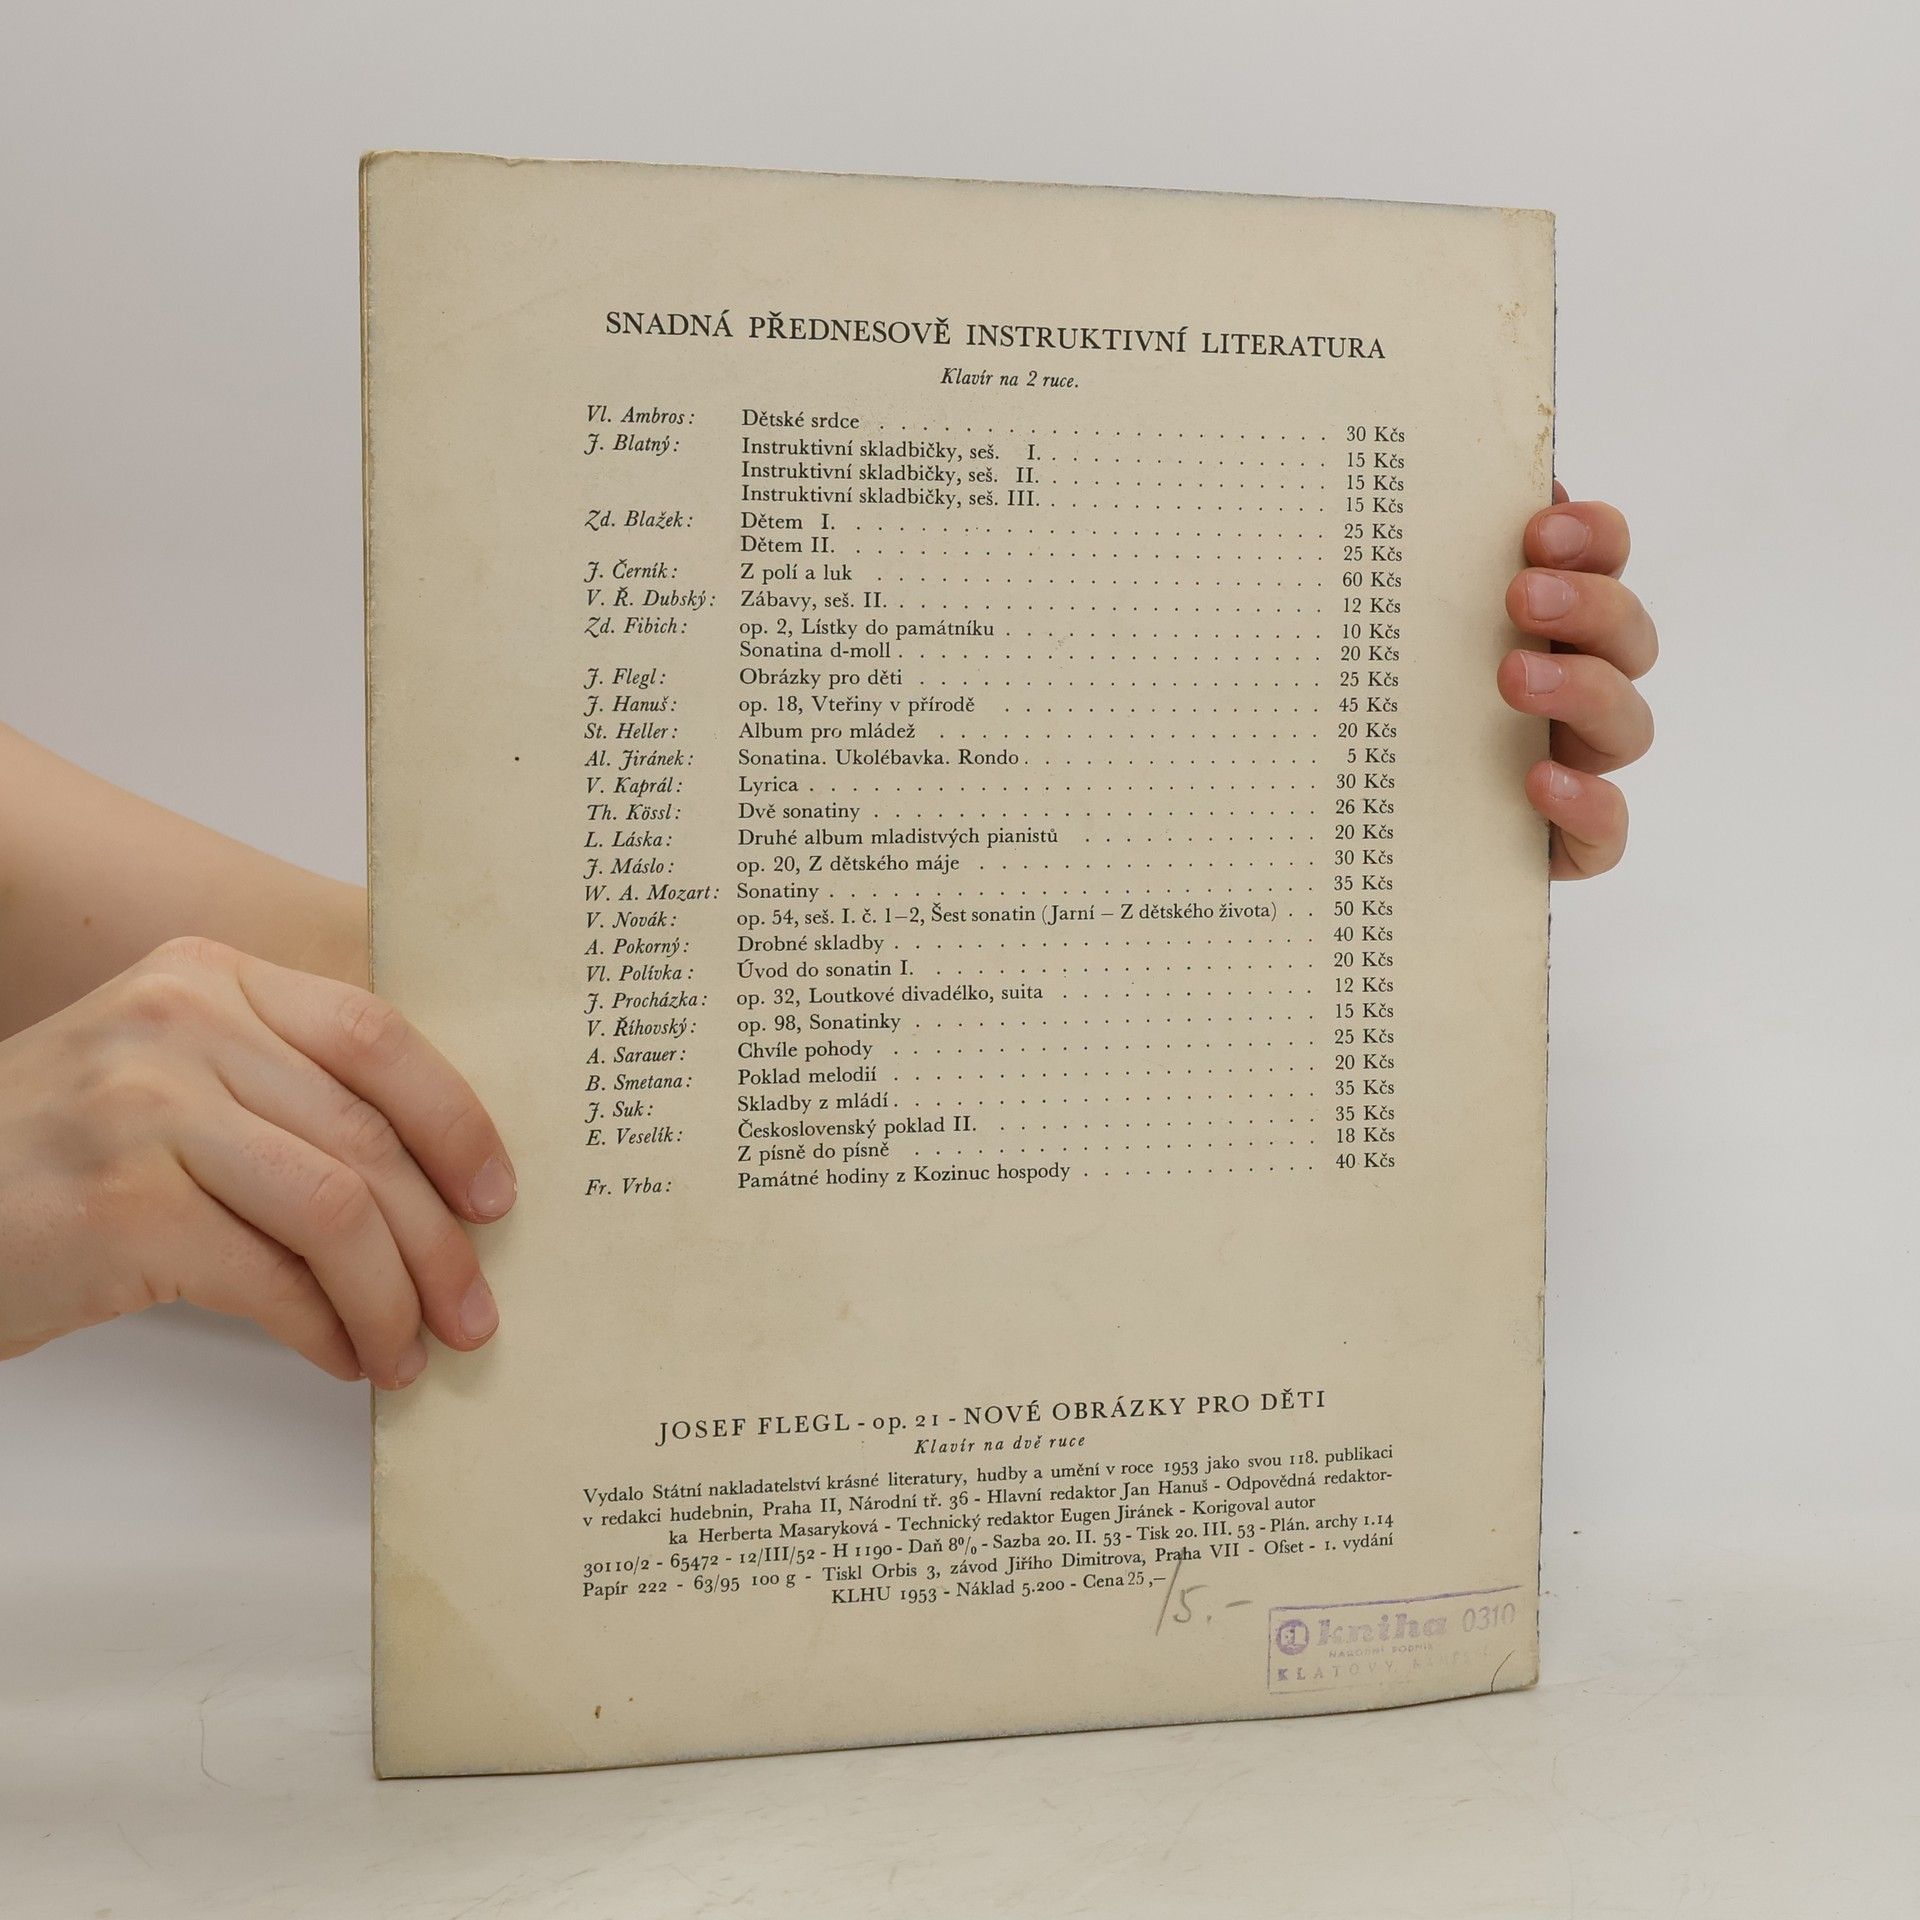 SNADNÁ PŘEDNESOVĚ INSTRUKTIVNÍ LITERATURA
Klavír na 2 ruce.
Vl. Ambros: Dětské srdce . . . . . . . . . . . . . . . . . . . . . 30 Kčs
J. Blatný: Instruktivní skladbičky, seš. I. . . . . . . . . . . . . . 15 Kčs
Instruktivní skladbičky, seš. II. . . . . . . . . . . . . . 15 Kčs
Instruktivní skladbičky, seš. III. . . . . . . . . . . . . . 15 Kčs
Zd. Blažek: Dětem I. . . . . . . . . . . . . . . . . . . . . . . 25 Kčs
Dětem II. . . . . . . . . . . . . . . . . . . . . . . 25 Kčs
J. Černík: Z polí a luk . . . . . . . . . . . . . . . . . . . . . 60 Kčs
V. Ř. Dubský: Zábavy, seš. II. . . . . . . . . . . . . . . . . . . . . 12 Kčs
Zd. Fibich: op. 2, Lístky do památníku . . . . . . . . . . . . . . . 10 Kčs
Sonatina d-moll . . . . . . . . . . . . . . . . . . . . 20 Kčs
J. Flegl: Obrázky pro děti . . . . . . . . . . . . . . . . . . . 25 Kčs
J. Hanuš: op. 18, Vteřiny v přírodě . . . . . . . . . . . . . . . 45 Kčs
St. Heller: Album pro mládež . . . . . . . . . . . . . . . . . . 20 Kčs
Al. Jiránek: Sonatina. Ukolébavka. Rondo . . . . . . . . . . . . . . 5 Kčs
V. Kaprál: Lyrica . . . . . . . . . . . . . . . . . . . . . . . . 30 Kčs
Th. Kössl: Dvě sonatiny . . . . . . . . . . . . . . . . . . . . . 26 Kčs
L. Láska: Druhé album mladistvých pianistů . . . . . . . . . . . 20 Kčs
J. Máslo: op. 20, Z dětského máje . . . . . . . . . . . . . . . . 30 Kčs
W. A. Mozart: Sonatiny . . . . . . . . . . . . . . . . . . . . . . . 35 Kčs
V. Novák: op. 54, seš. I. č. 1–2, Šest sonatin (Jarní – Z dětského života) . . 50 Kčs
A. Pokorný: Drobné skladby . . . . . . . . . . . . . . . . . . . . 40 Kčs
Vl. Polívka: Úvod do sonatin I. . . . . . . . . . . . . . . . . . . 20 Kčs
J. Procházka: op. 32, Loutkové divadélko, suita . . . . . . . . . . . . 12 Kčs
V. Říhovský: op. 98, Sonatinky . . . . . . . . . . . . . . . . . . . 15 Kčs
A. Sarauer: Chvíle pohody . . . . . . . . . . . . . . . . . . . . 25 Kčs
B. Smetana: Poklad melodií . . . . . . . . . . . . . . . . . . . . 20 Kčs
J. Suk: Skladby z mládí . . . . . . . . . . . . . . . . . . . . 35 Kčs
E. Veselík: Československý poklad II. . . . . . . . . . . . . . . . 35 Kčs
Z písně do písně . . . . . . . . . . . . . . . . . . . 18 Kčs
Fr. Vrba: Památné hodiny z Kozinuc hospody . . . . . . . . . . . 40 Kčs
JOSEF FLEGL - op. 21 - NOVÉ OBRÁZKY PRO DĚTI
Klavír na dvě ruce
Vydalo Státní nakladatelství krásné literatury, hudby a umění v roce 1953 jako svou 118. publikaci
v redakci hudebnin, Praha II, Národní tř. 36 - Hlavní redaktor Jan Hanuš - Odpovědná redaktor-
ka Herberta Masaryková - Technický redaktor Eugen Jiránek - Korigoval autor
30110/2 - 65472 - 12/III/52 - H 1190 - Daň 8% - Sazba 20. II. 53 - Tisk 20. III. 53 - Plán. archy 1.14
Papír 222 - 63/95 100 g - Tiskl Orbis 3, závod Jiřího Dimitrova, Praha VII - Ofset - 1. vydání
KLHU 1953 - Náklad 5.200 - Cena 25,–
15.–
kniha 0310
NÁRODNÍ PODNIK
KLATOVY